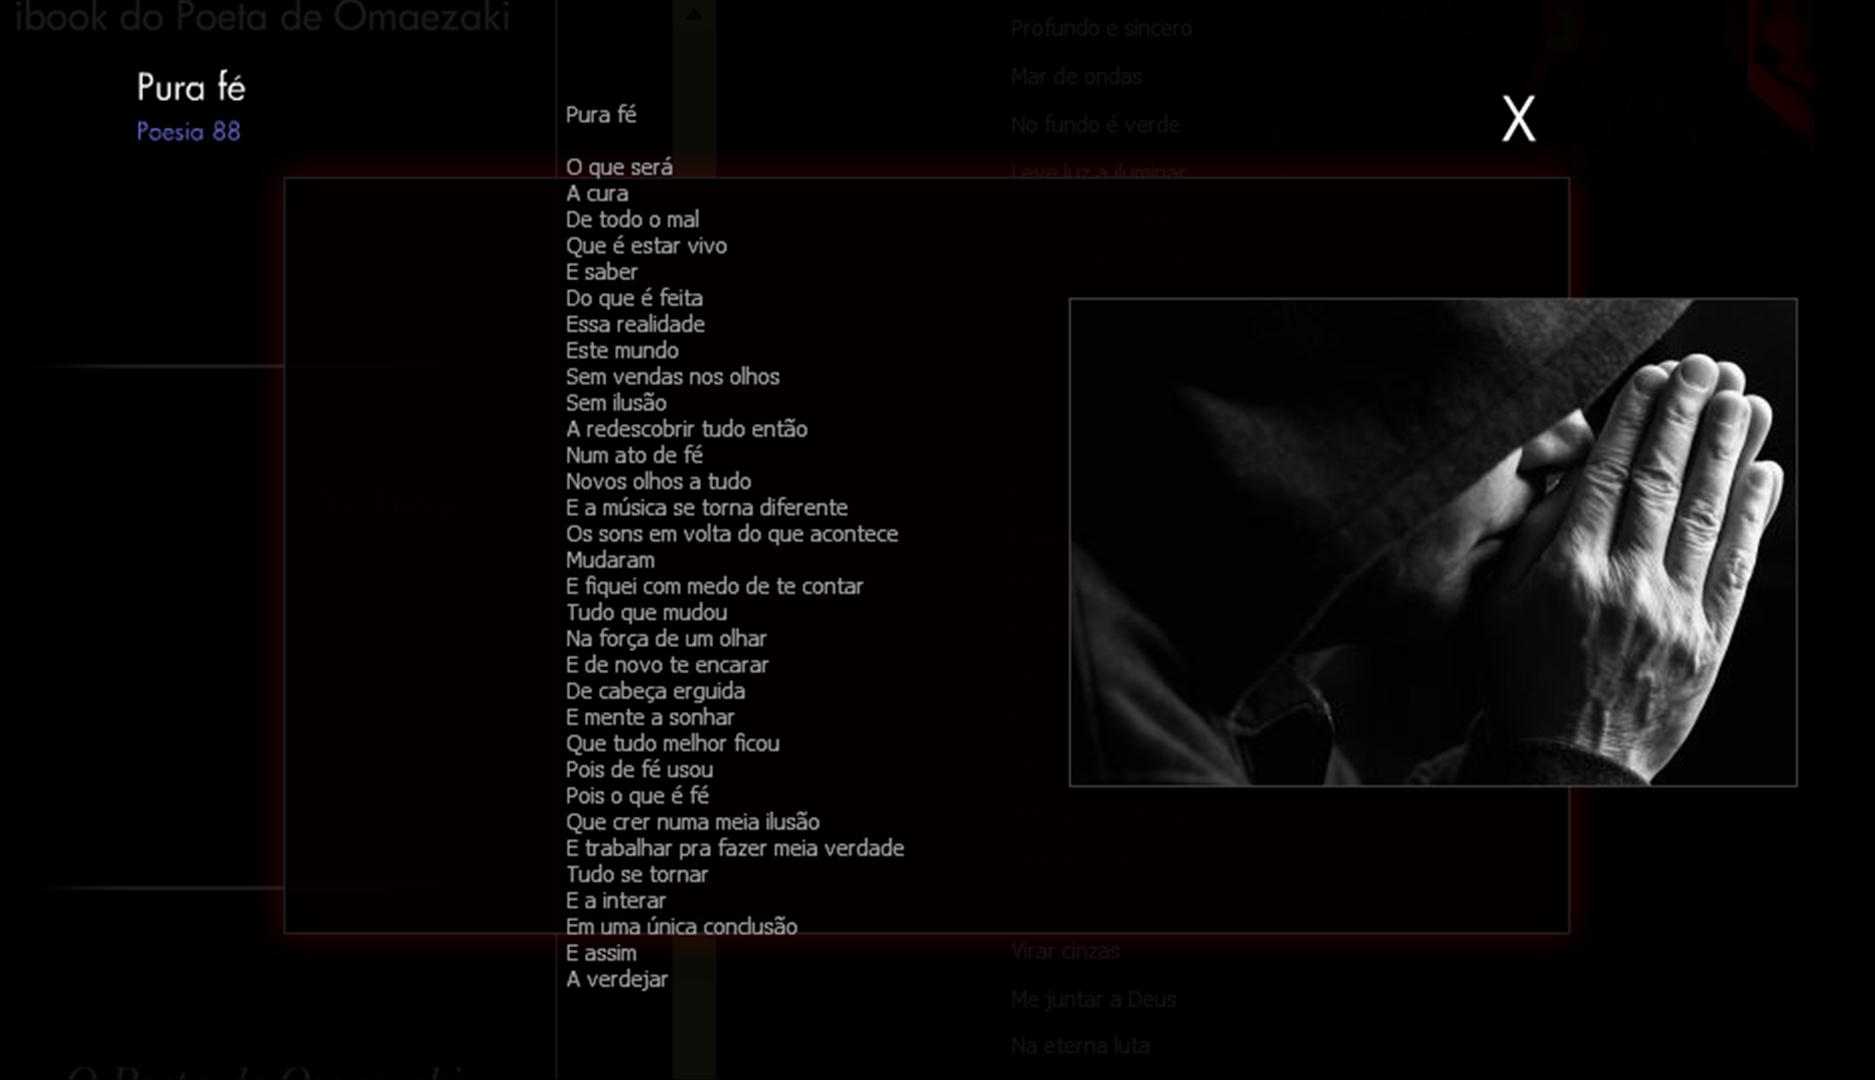 ibook do Poeta de Omaezaki
Pura fé
Poesia 88
X
Pura fé
O que será
A cura
De todo o mal
Que é estar vivo
E saber
Do que é feita
Essa realidade
Este mundo
Sem vendas nos olhos
Sem ilusão
A redescobrir tudo então
Num ato de fé
Novos olhos a tudo
E a música se torna diferente
Os sons em volta do que acontece
Mudaram
E fiquei com medo de te contar
Tudo que mudou
Na força de um olhar
E de novo te encarar
De cabeça erguida
E mente a sonhar
Que tudo melhor ficou
Pois de fé usou
Pois o que é fé
Que crer numa meia ilusão
E trabalhar pra fazer meia verdade
Tudo se tornar
E a interar
Em uma única conclusão
E assim
A verdejar
Profundo e sincero
Mar de ondas
No fundo é verde
Leve luz a iluminar
Virar cinzas
Me juntar a Deus
Na eterna luta
O Poeta de Omaezaki